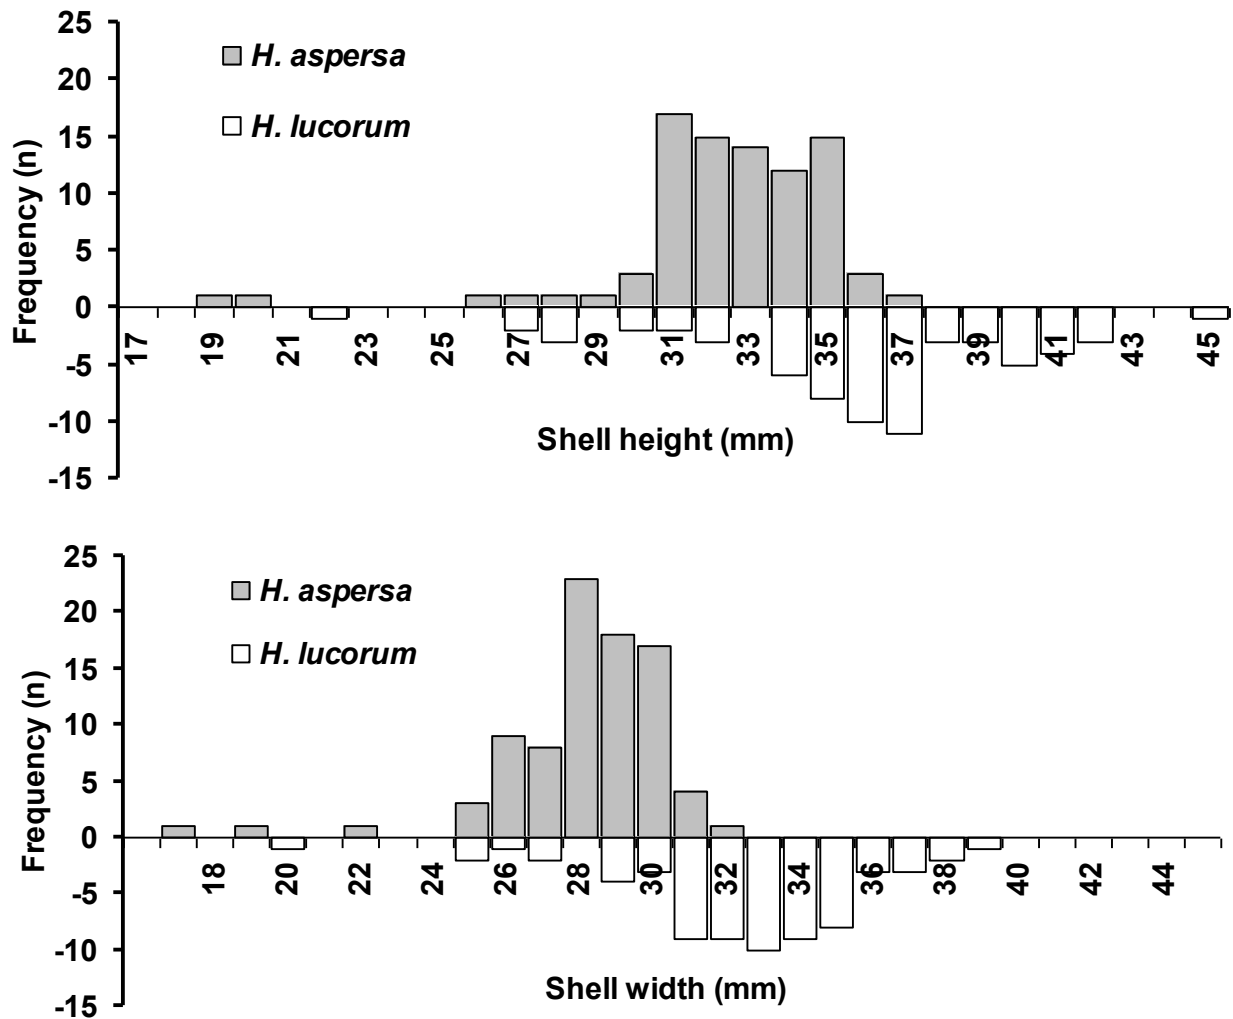 25
20
15
10
5
0
-5
-10
-15
Frequency (n)
H. aspersa
H. lucorum
17 19 21 23 25 27 29 31 33 35 37 39 41 43 45
Shell height (mm)
25
20
15
10
5
0
-5
-10
-15
Frequency (n)
H. aspersa
H. lucorum
18 20 22 24 26 28 30 32 34 36 38 40 42 44
Shell width (mm)